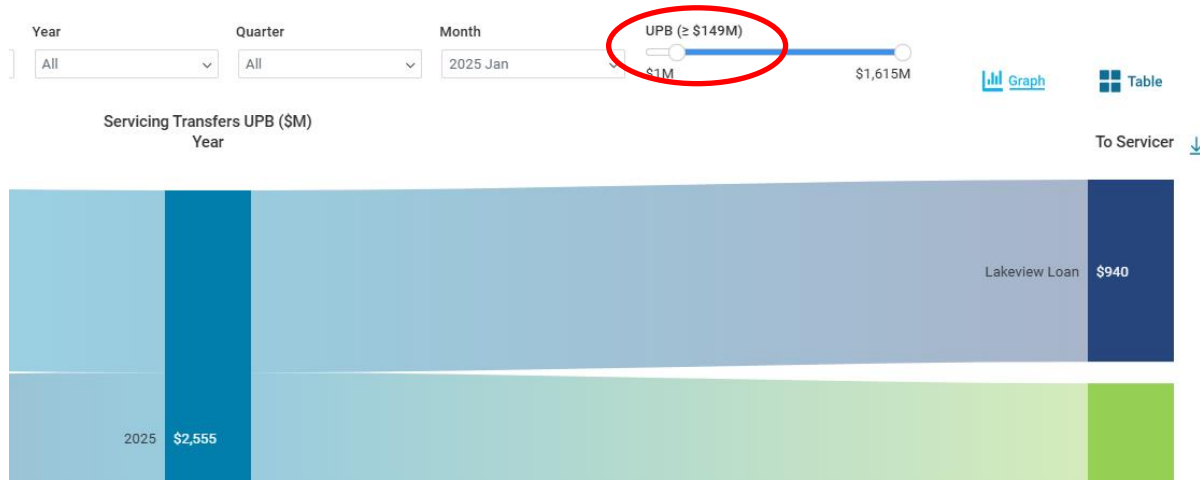 Year
Quarter
Month
UPB (≥ $149M)
All
All
2025 Jan
$1M
$1,615M
Graph
Table
Servicing Transfers UPB ($M)
Year
To Servicer
Lakeview Loan
$940
2025
$2,555